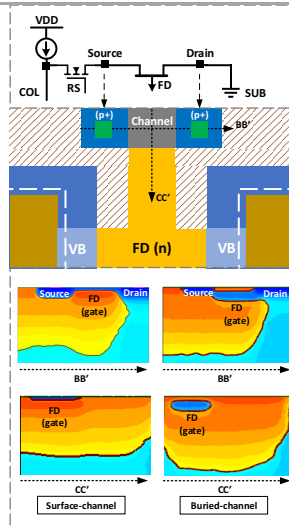 VDD
Source
Drain
COL
RS
FD
SUB
(p+)
Channel
(p+)
BB'
CC'
VB
FD (n)
VB
Source
FD
(gate)
Drain
Source
FD
(gate)
Drain
BB'
BB'
FD
(gate)
FD
(gate)
CC'
CC'
Surface-channel
Buried-channel